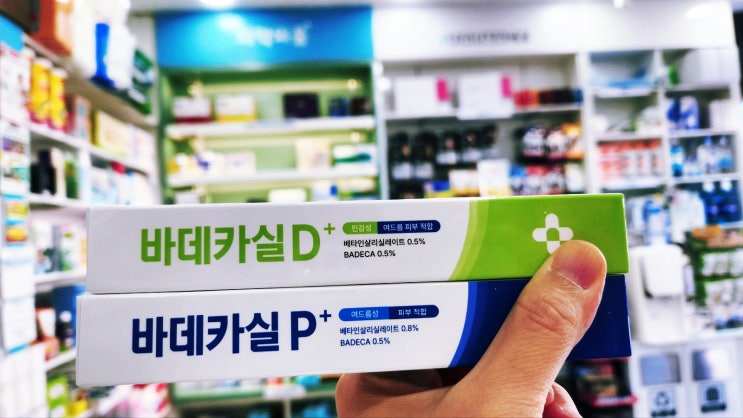 바데카실 D+
민감성 여드름 피부 적합
베타인살리실레이트 0.5%
BADECA 0.5%
바데카실 P+
여드름성 피부 적합
베타인살리실레이트 0.8%
BADECA 0.5%